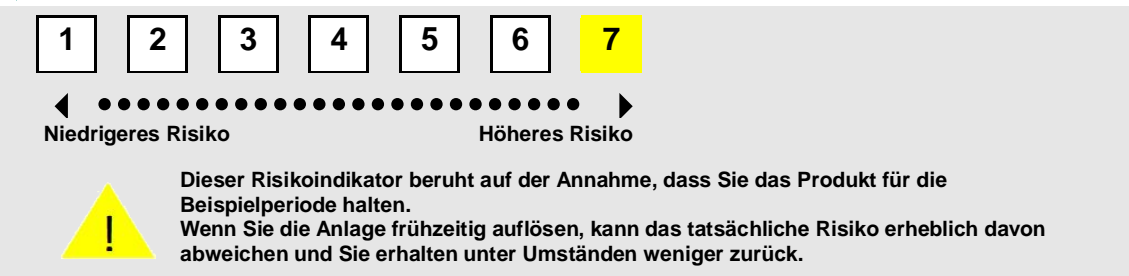 1 2 3 4 5 6 7
Niedrigeres Risiko Höheres Risiko
Dieser Risikoindikator beruht auf der Annahme, dass Sie das Produkt für die
Beispielperiode halten.
! Wenn Sie die Anlage frühzeitig auflösen, kann das tatsächliche Risiko erheblich davon
abweichen und Sie erhalten unter Umständen weniger zurück.